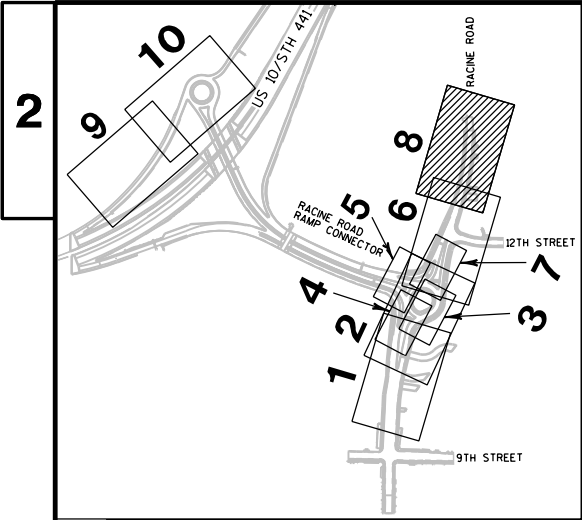 2
10
US 10/STH 441
RACINE ROAD
9
8
RACINE ROAD
RAMP CONNECTOR
5
6
12TH STREET
7
4
3
2
1
9TH STREET